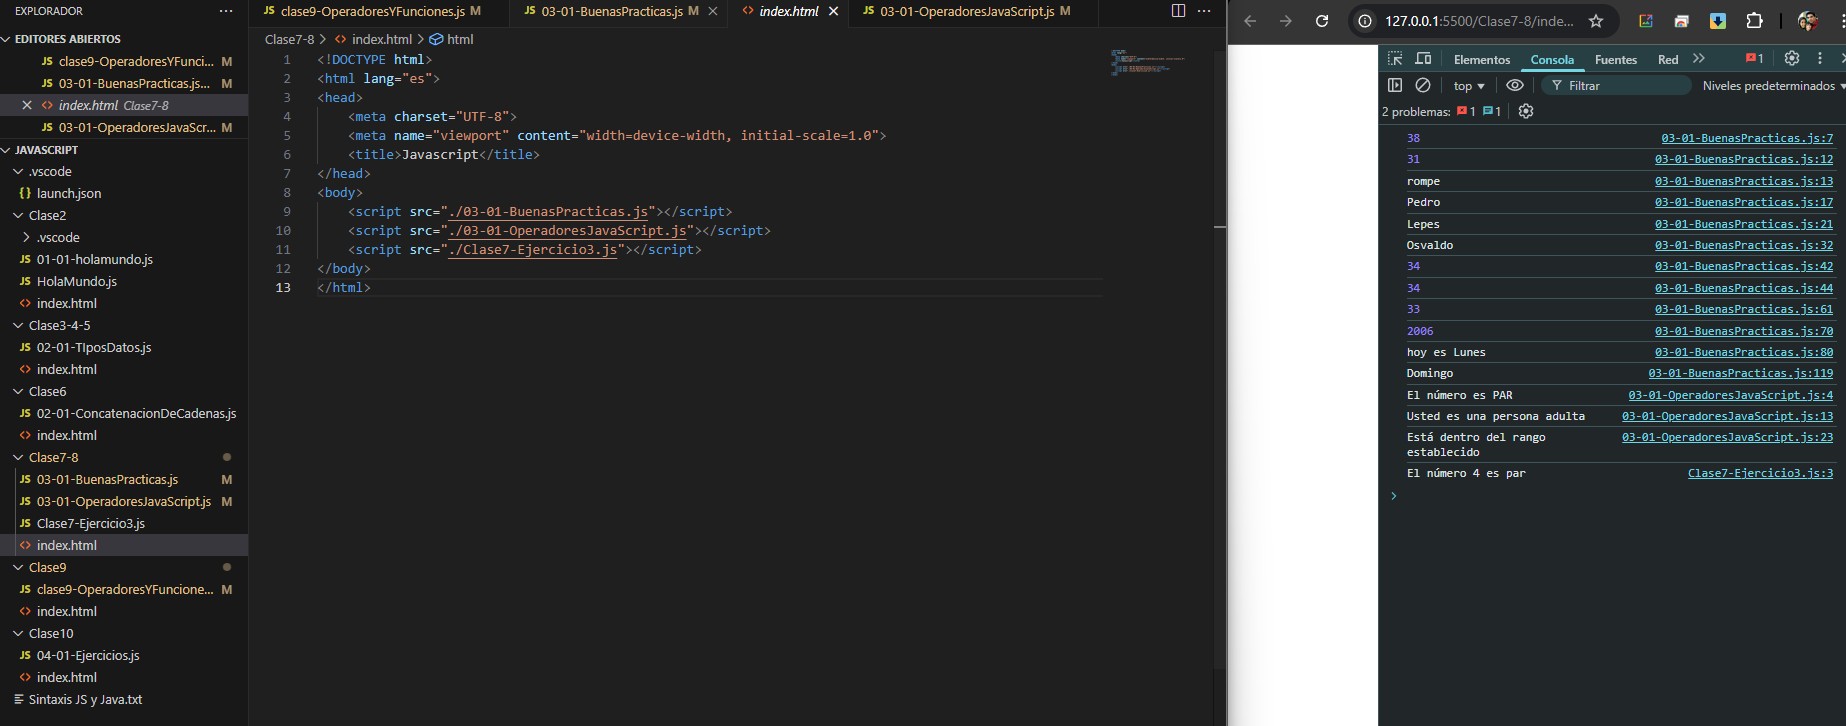 EXPLORADOR ···
EDITORES ABIERTOS
JS clase9-OperadoresYFunci... M
JS 03-01-BuenasPracticas.js... M
<> index.html Clase7-8
JS 03-01-OperadoresJavaScr... M
JAVASCRIPT
.vscode
{} launch.json
Clase2
.vscode
JS 01-01-holamundo.js
JS HolaMundo.js
<> index.html
Clase3-4-5
JS 02-01-TIposDatos.js
<> index.html
Clase6
JS 02-01-ConcatenacionDeCadenas.js
<> index.html
Clase7-8
JS 03-01-BuenasPracticas.js M
JS 03-01-OperadoresJavaScript.js M
JS Clase7-Ejercicio3.js
<> index.html
Clase9
JS clase9-OperadoresYFuncione... M
<> index.html
Clase10
JS 04-01-Ejercicios.js
<> index.html
Sintaxis JS y Java.txt
JS clase9-OperadoresYFunciones.js M JS 03-01-BuenasPracticas.js M <> index.html JS 03-01-OperadoresJavaScript.js M ···
Clase7-8 > <> index.html > html
1 <!DOCTYPE html>
2 <html lang="es">
3 <head>
4 <meta charset="UTF-8">
5 <meta name="viewport" content="width=device-width, initial-scale=1.0">
6 <title>Javascript</title>
7 </head>
8 <body>
9 <script src="./03-01-BuenasPracticas.js"></script>
10 <script src="./03-01-OperadoresJavaScript.js"></script>
11 <script src="./Clase7-Ejercicio3.js"></script>
12 </body>
13 </html>
127.0.0.1:5500/Clase7-8/inde...
Elementos Consola Fuentes Red >> 1
top Filtrar Niveles predeterminados
2 problemas: 1 1
38 03-01-BuenasPracticas.js:7
31 03-01-BuenasPracticas.js:12
rompe 03-01-BuenasPracticas.js:13
Pedro 03-01-BuenasPracticas.js:17
Lepes 03-01-BuenasPracticas.js:21
Osvaldo 03-01-BuenasPracticas.js:32
34 03-01-BuenasPracticas.js:42
34 03-01-BuenasPracticas.js:44
33 03-01-BuenasPracticas.js:61
2006 03-01-BuenasPracticas.js:70
hoy es Lunes 03-01-BuenasPracticas.js:80
Domingo 03-01-BuenasPracticas.js:119
El número es PAR 03-01-OperadoresJavaScript.js:4
Usted es una persona adulta 03-01-OperadoresJavaScript.js:13
Está dentro del rango 03-01-OperadoresJavaScript.js:23
establecido
El número 4 es par Clase7-Ejercicio3.js:3
>